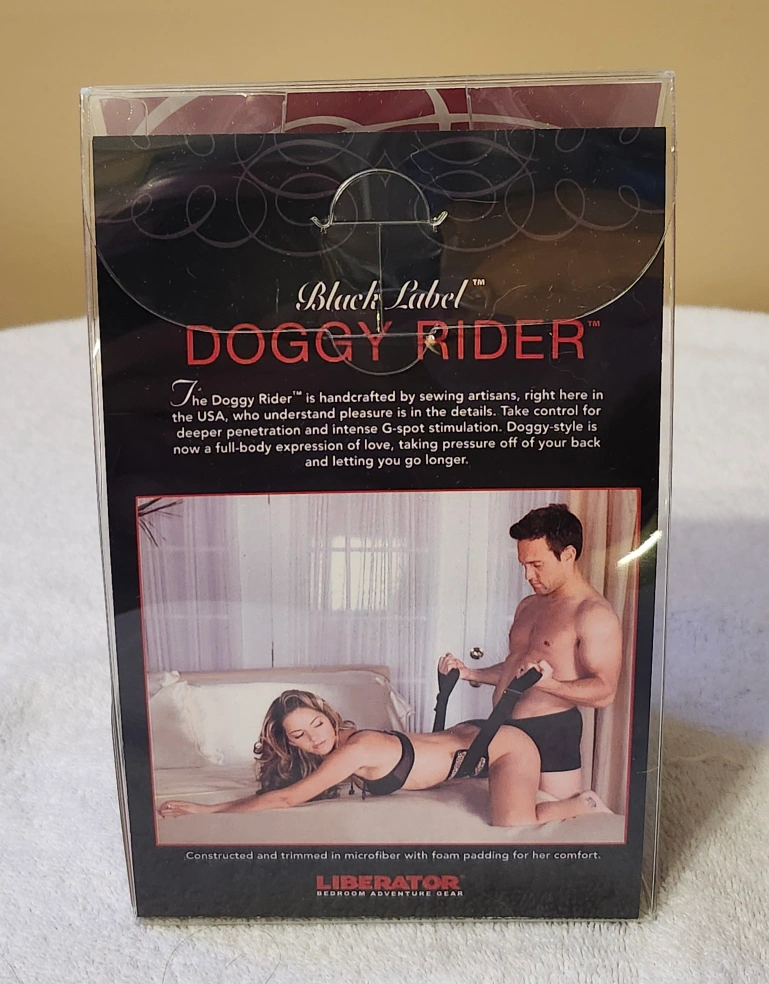 Black Label™
DOGGY RIDER™
The Doggy Rider™ is handcrafted by sewing artisans, right here in
the USA, who understand pleasure is in the details. Take control for
deeper penetration and intense G-spot stimulation. Doggy-style is
now a full-body expression of love, taking pressure off of your back
and letting you go longer.
Constructed and trimmed in microfiber with foam padding for her comfort.
LIBERATOR®
BEDROOM ADVENTURE GEAR